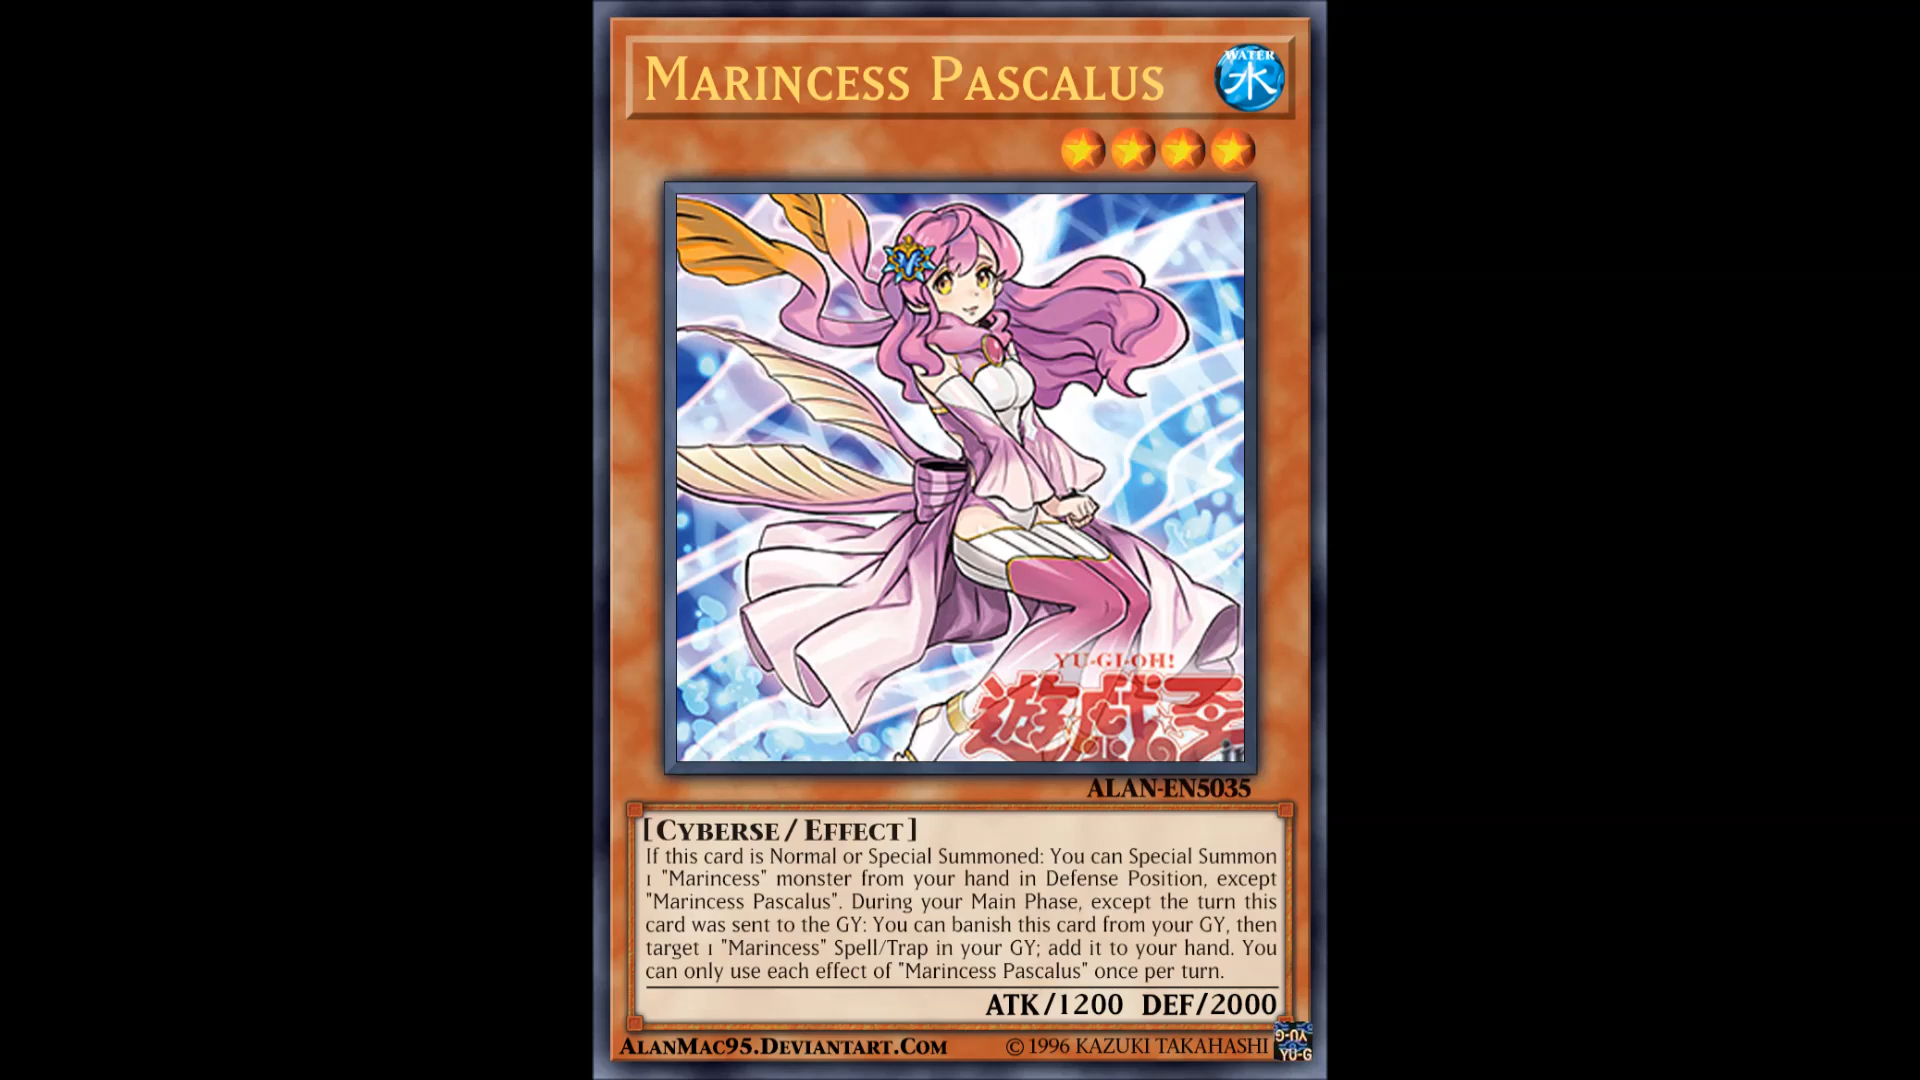 MARINCESS PASCALUS
WATER
水
YU-GI-OH!
遊戯王
ALAN-EN5035
[CYBERSE/EFFECT]
If this card is Normal or Special Summoned: You can Special Summon
1 "Marincess" monster from your hand in Defense Position, except
"Marincess Pascalus". During your Main Phase, except the turn this
card was sent to the GY: You can banish this card from your GY, then
target 1 "Marincess" Spell/Trap in your GY; add it to your hand. You
can only use each effect of "Marincess Pascalus" once per turn.
ATK/1200 DEF/2000
ALANMAC95.DEVIANTART.COM
©1996 KAZUKI TAKAHASHI